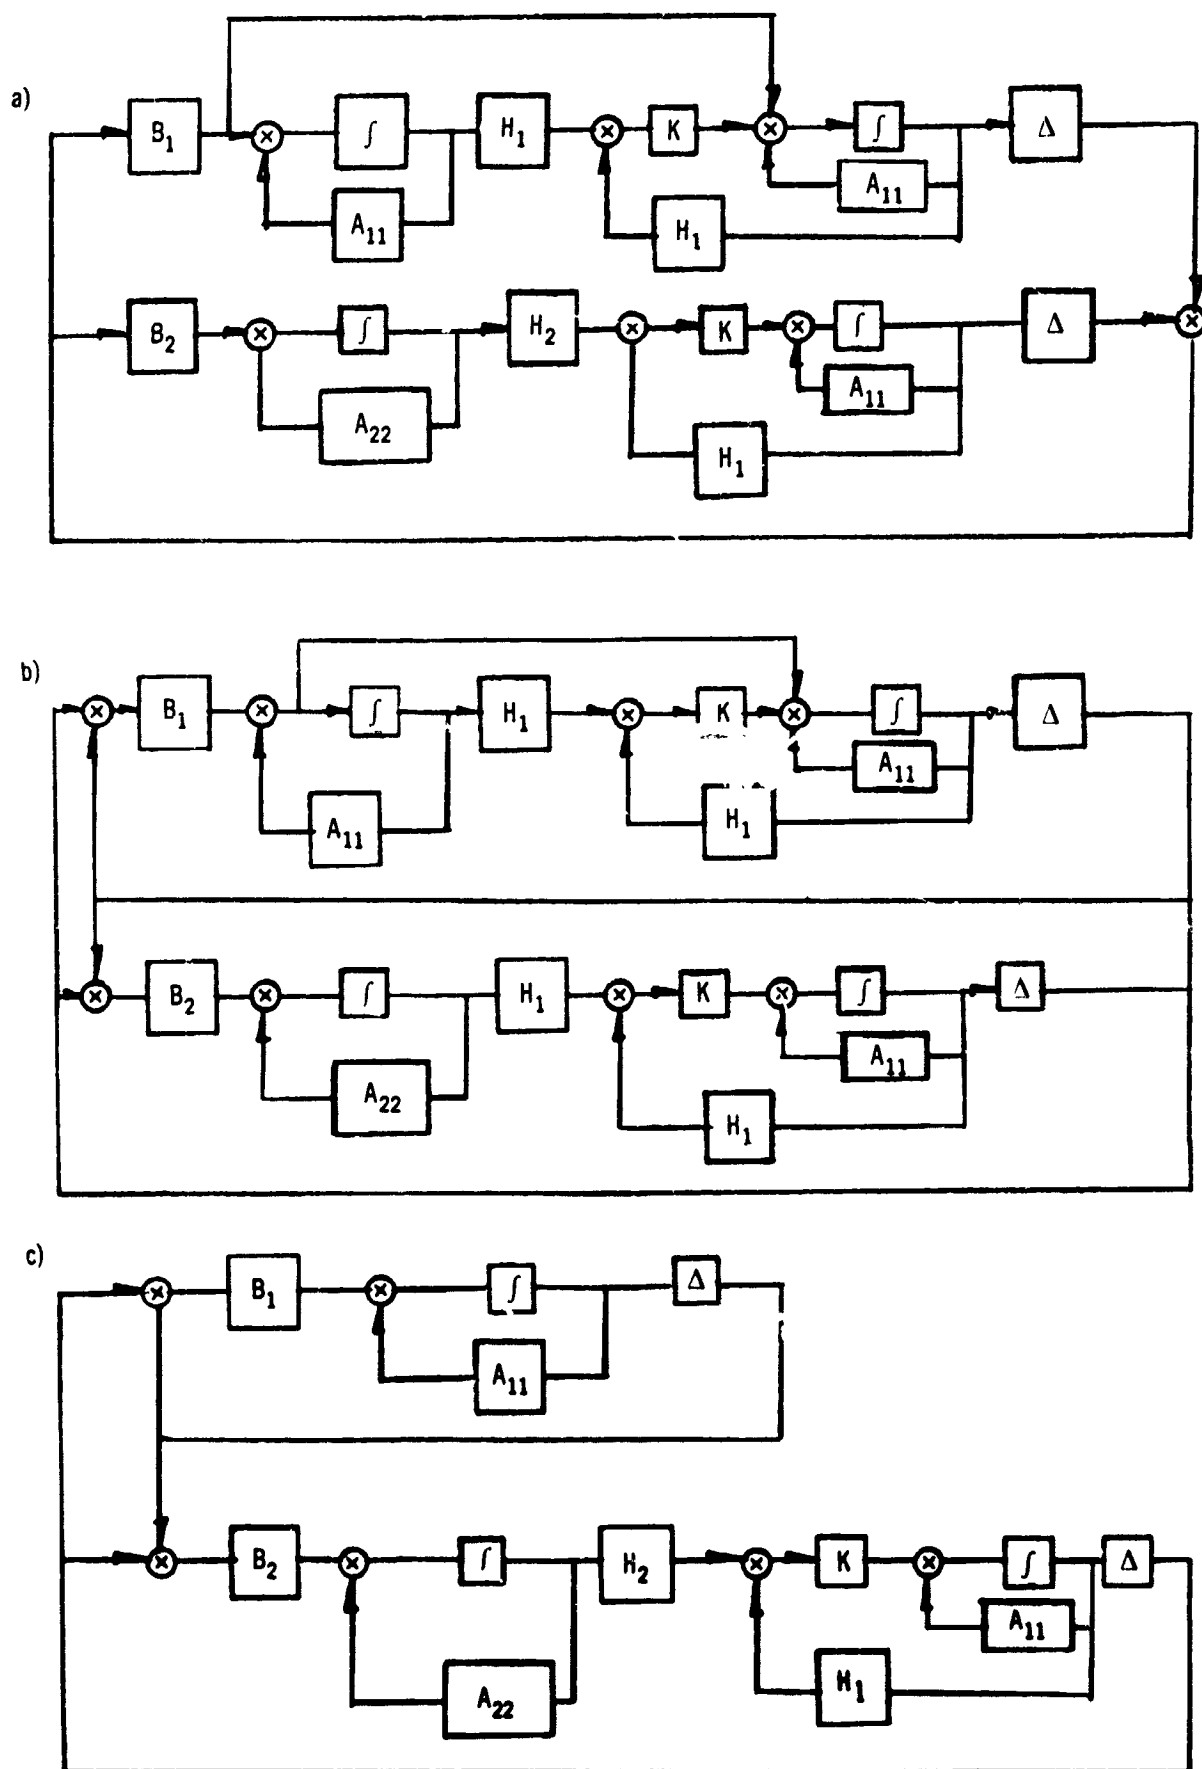 a)
B1 ∫ H1 K ∫ Δ
A11 A11
H1
B2 ∫ H2 K ∫ Δ
A22 A11
H1
b)
B1 ∫ H1 K ∫ Δ
A11 A11
H1
B2 ∫ H1 K ∫ Δ
A22 A11
H1
c)
B1 ∫ Δ
A11
B2 ∫ H2 K ∫ Δ
A11
A22 H1